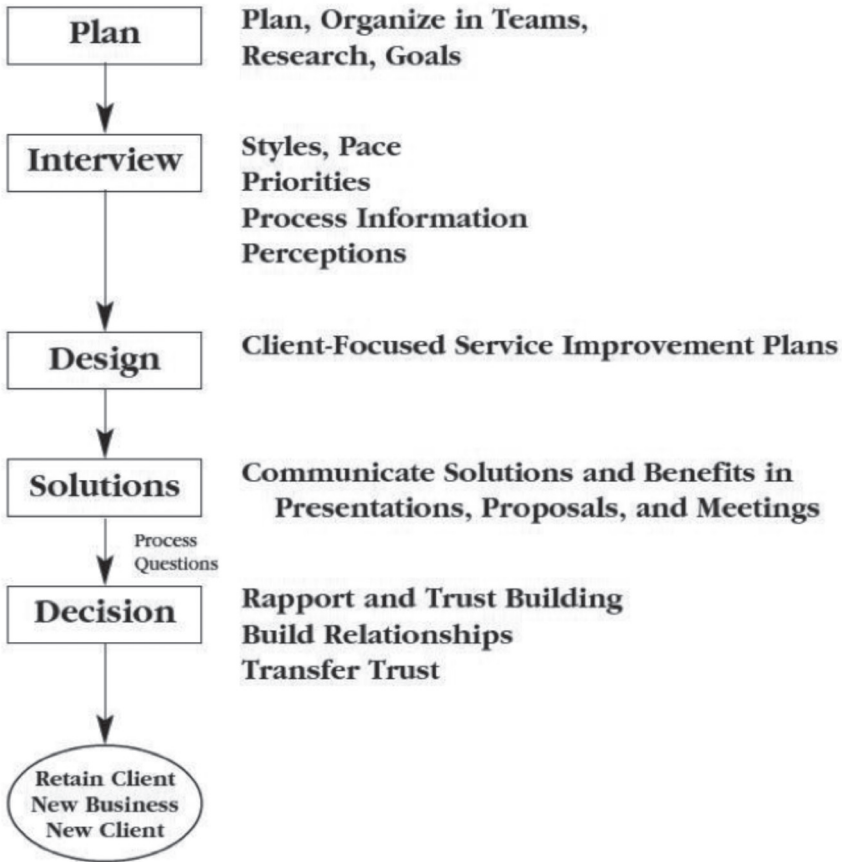 Plan
Plan, Organize in Teams,
Research, Goals
Interview
Styles, Pace
Priorities
Process Information
Perceptions
Design
Client-Focused Service Improvement Plans
Solutions
Communicate Solutions and Benefits in
Presentations, Proposals, and Meetings
Process
Questions
Decision
Rapport and Trust Building
Build Relationships
Transfer Trust
Retain Client
New Business
New Client